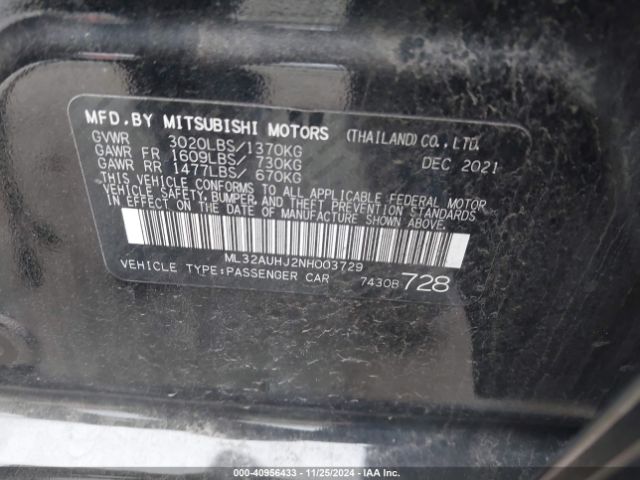 MFD. BY MITSUBISHI MOTORS (THAILAND) CO., LTD.
GVWR 3020LBS/1370KG DEC 2021
GAWR FR 1609LBS/ 730KG
GAWR RR 1477LBS/ 670KG
THIS VEHICLE CONFORMS TO ALL APPLICABLE FEDERAL MOTOR
VEHICLE SAFETY, BUMPER, AND THEFT PREVENTION STANDARDS
IN EFFECT ON THE DATE OF MANUFACTURE SHOWN ABOVE.
ML32AUHJ2NH003729
VEHICLE TYPE:PASSENGER CAR 7430B 728
000-40956433 - 11/25/2024 - IAA Inc.